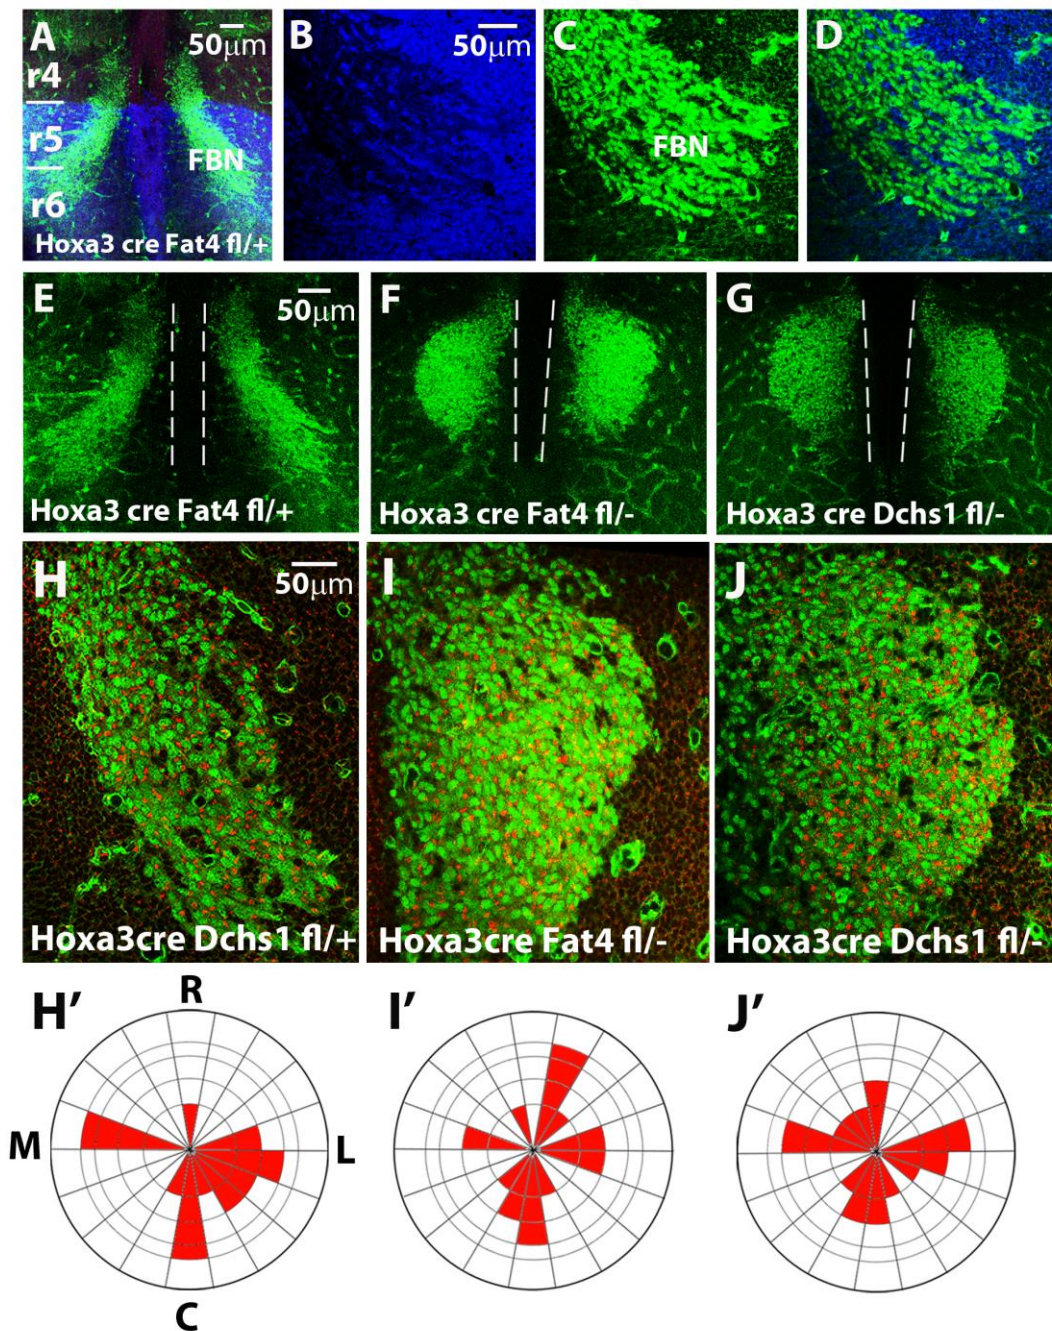 A
50μm
r4
r5
FBN
r6
Hoxa3 cre Fat4 fl/+
B
50μm
C
FBN
D
E
50μm
Hoxa3 cre Fat4 fl/+
F
Hoxa3 cre Fat4 fl/-
G
Hoxa3 cre Dchs1 fl/-
H
50μm
Hoxa3cre Dchs1 fl/+
I
Hoxa3cre Fat4 fl/-
J
Hoxa3cre Dchs1 fl/-
H′
R
M
L
C
I′
J′